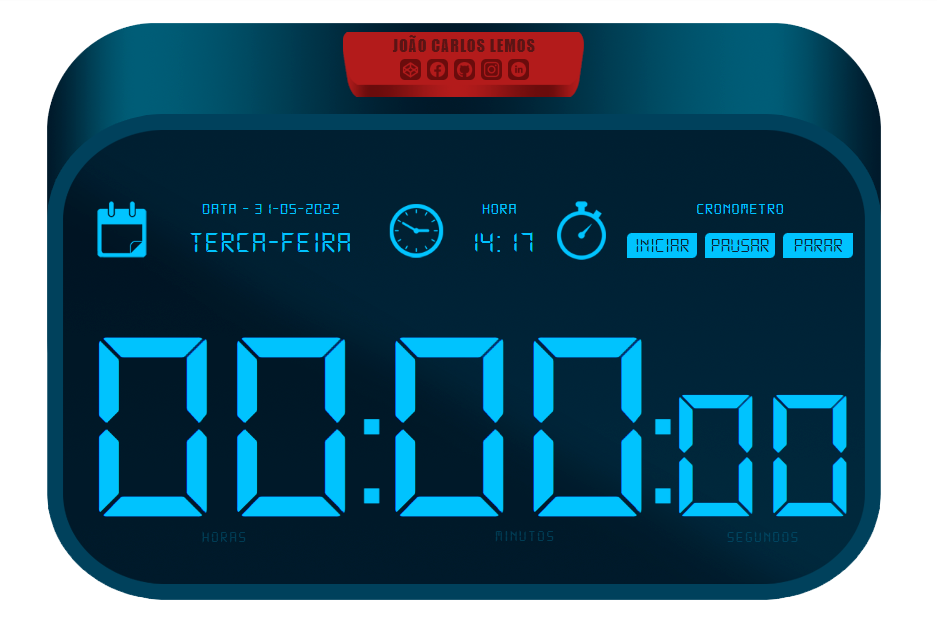 JOÃO CARLOS LEMOS
DATA - 31-05-2022
TERCA-FEIRA
HORA
14:17
CRONOMETRO
INICIAR PAUSAR PARAR
00:00:00
HORAS MINUTOS SEGUNDOS